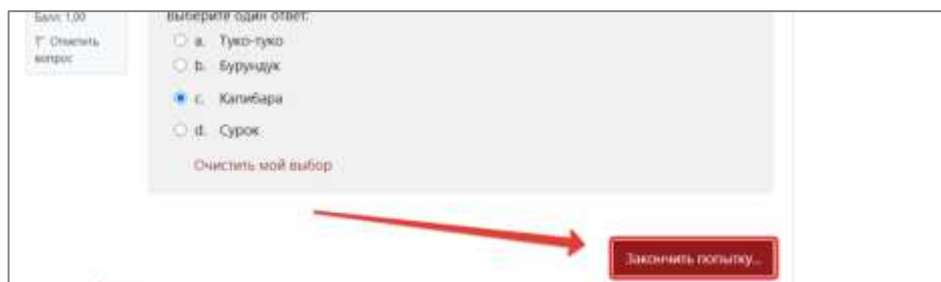 Балл: 1,00
Отметить
вопрос
Выберите один ответ:
a. Туко-туко
b. Бурундук
c. Капибара
d. Сурок
Очистить мой выбор
Закончить попытку...